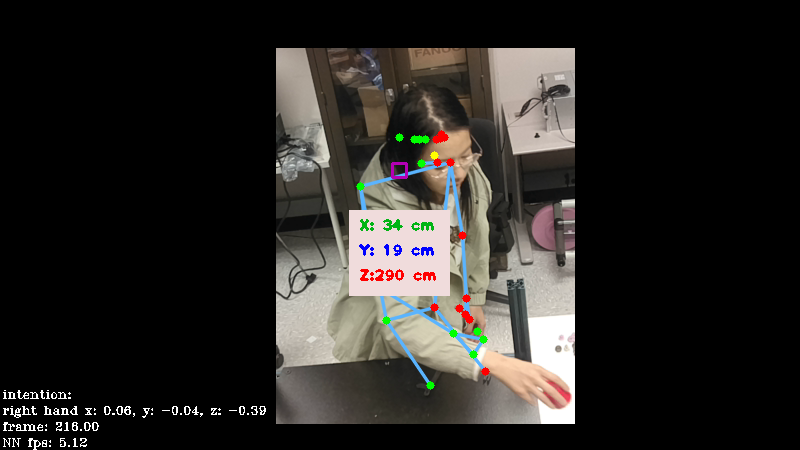 FANUC
X: 34 cm
Y: 19 cm
Z:290 cm
intention:
right hand x: 0.06, y: -0.04, z: -0.39
frame: 216.00
NN fps: 5.12